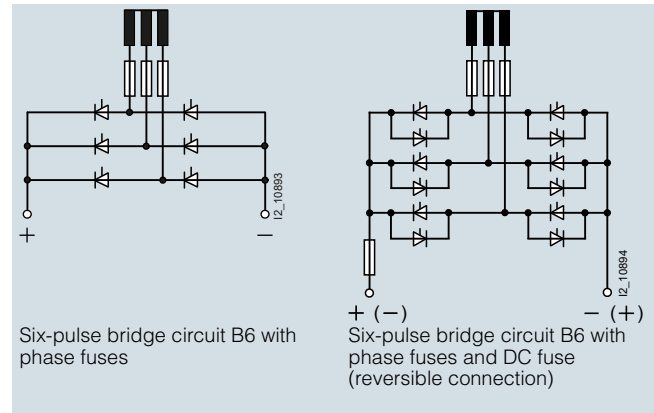 I2_10893
+ −
Six-pulse bridge circuit B6 with
phase fuses
I2_10894
+ (−) − (+)
Six-pulse bridge circuit B6 with
phase fuses and DC fuse
(reversible connection)